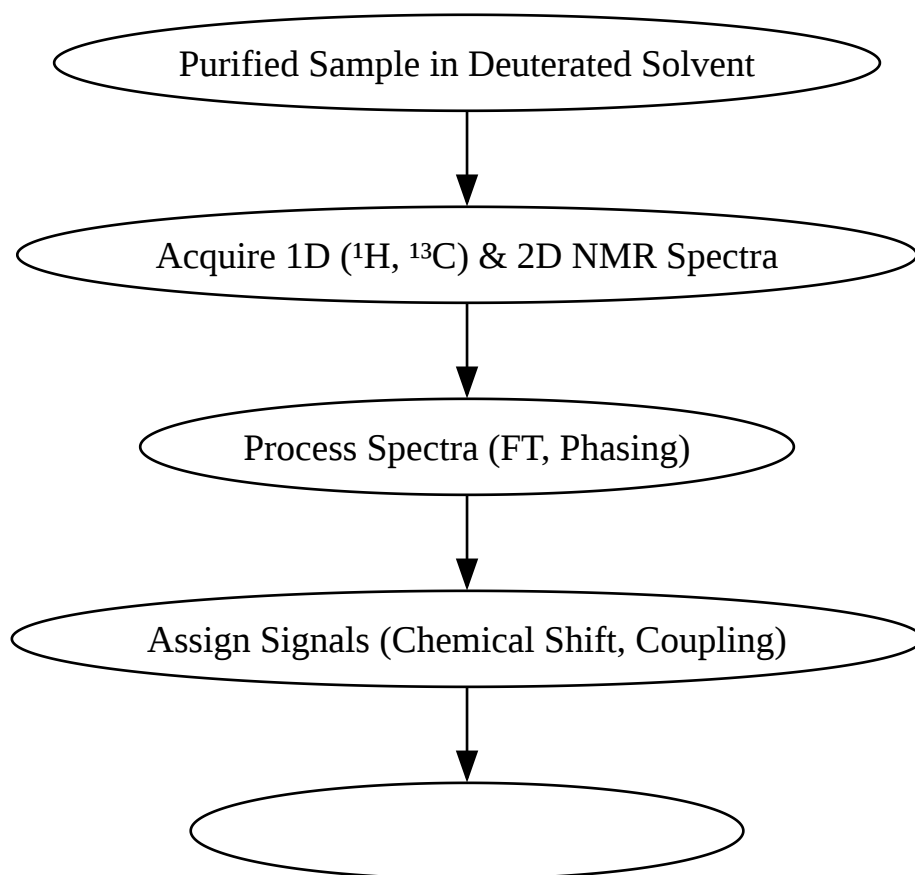 Purified Sample in Deuterated Solvent
Acquire 1D (¹H, ¹³C) & 2D NMR Spectra
Process Spectra (FT, Phasing)
Assign Signals (Chemical Shift, Coupling)